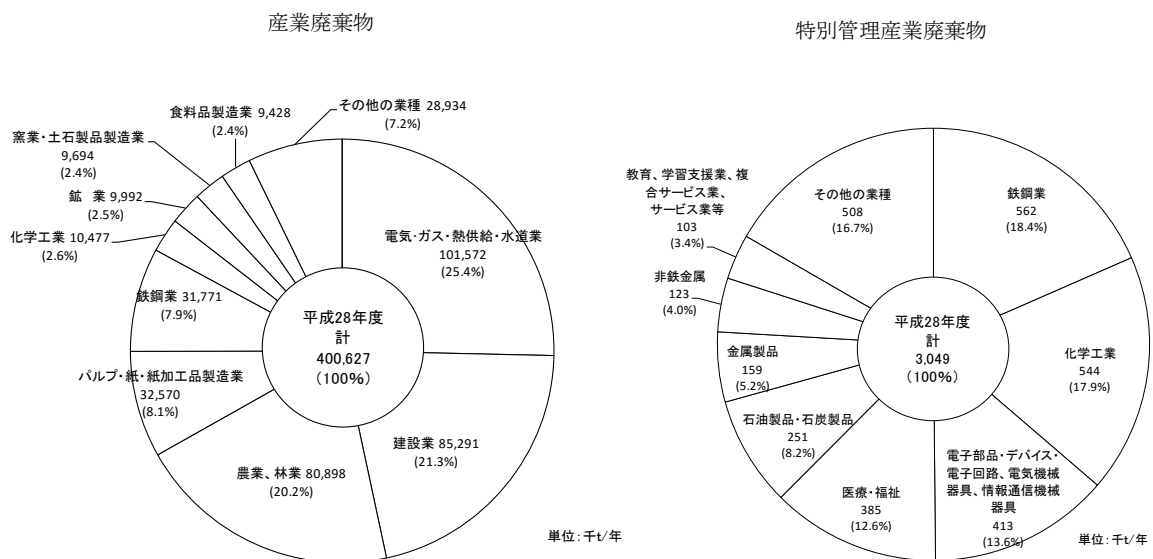 産業廃棄物
その他の業種 28,934
(7.2%)
食料品製造業 9,428
(2.4%)
窯業・土石製品製造業
9,694
(2.4%)
鉱 業 9,992
(2.5%)
化学工業 10,477
(2.6%)
鉄鋼業 31,771
(7.9%)
パルプ・紙・紙加工品製造業
32,570
(8.1%)
農業、林業 80,898
(20.2%)
建設業 85,291
(21.3%)
電気・ガス・熱供給・水道業
101,572
(25.4%)
平成28年度
計
400,627
(100%)
単位：千t/年
特別管理産業廃棄物
その他の業種
508
(16.7%)
教育、学習支援業、複
合サービス業、
サービス業等
103
(3.4%)
非鉄金属
123
(4.0%)
金属製品
159
(5.2%)
石油製品・石炭製品
251
(8.2%)
医療・福祉
385
(12.6%)
電子部品・デバイス・
電子回路、電気機械
器具、情報通信機械
器具
413
(13.6%)
化学工業
544
(17.9%)
鉄鋼業
562
(18.4%)
平成28年度
計
3,049
(100%)
単位：千t/年